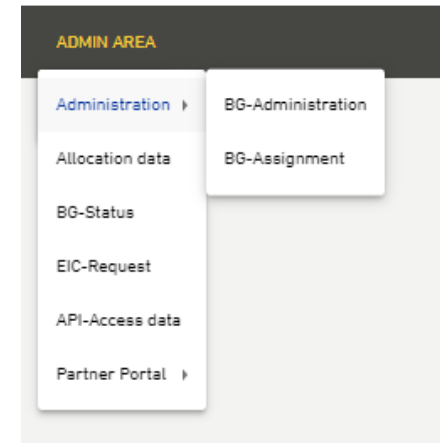 ADMIN AREA
Administration
BG-Administration
Allocation data
BG-Assignment
BG-Status
EIC-Request
API-Access data
Partner Portal